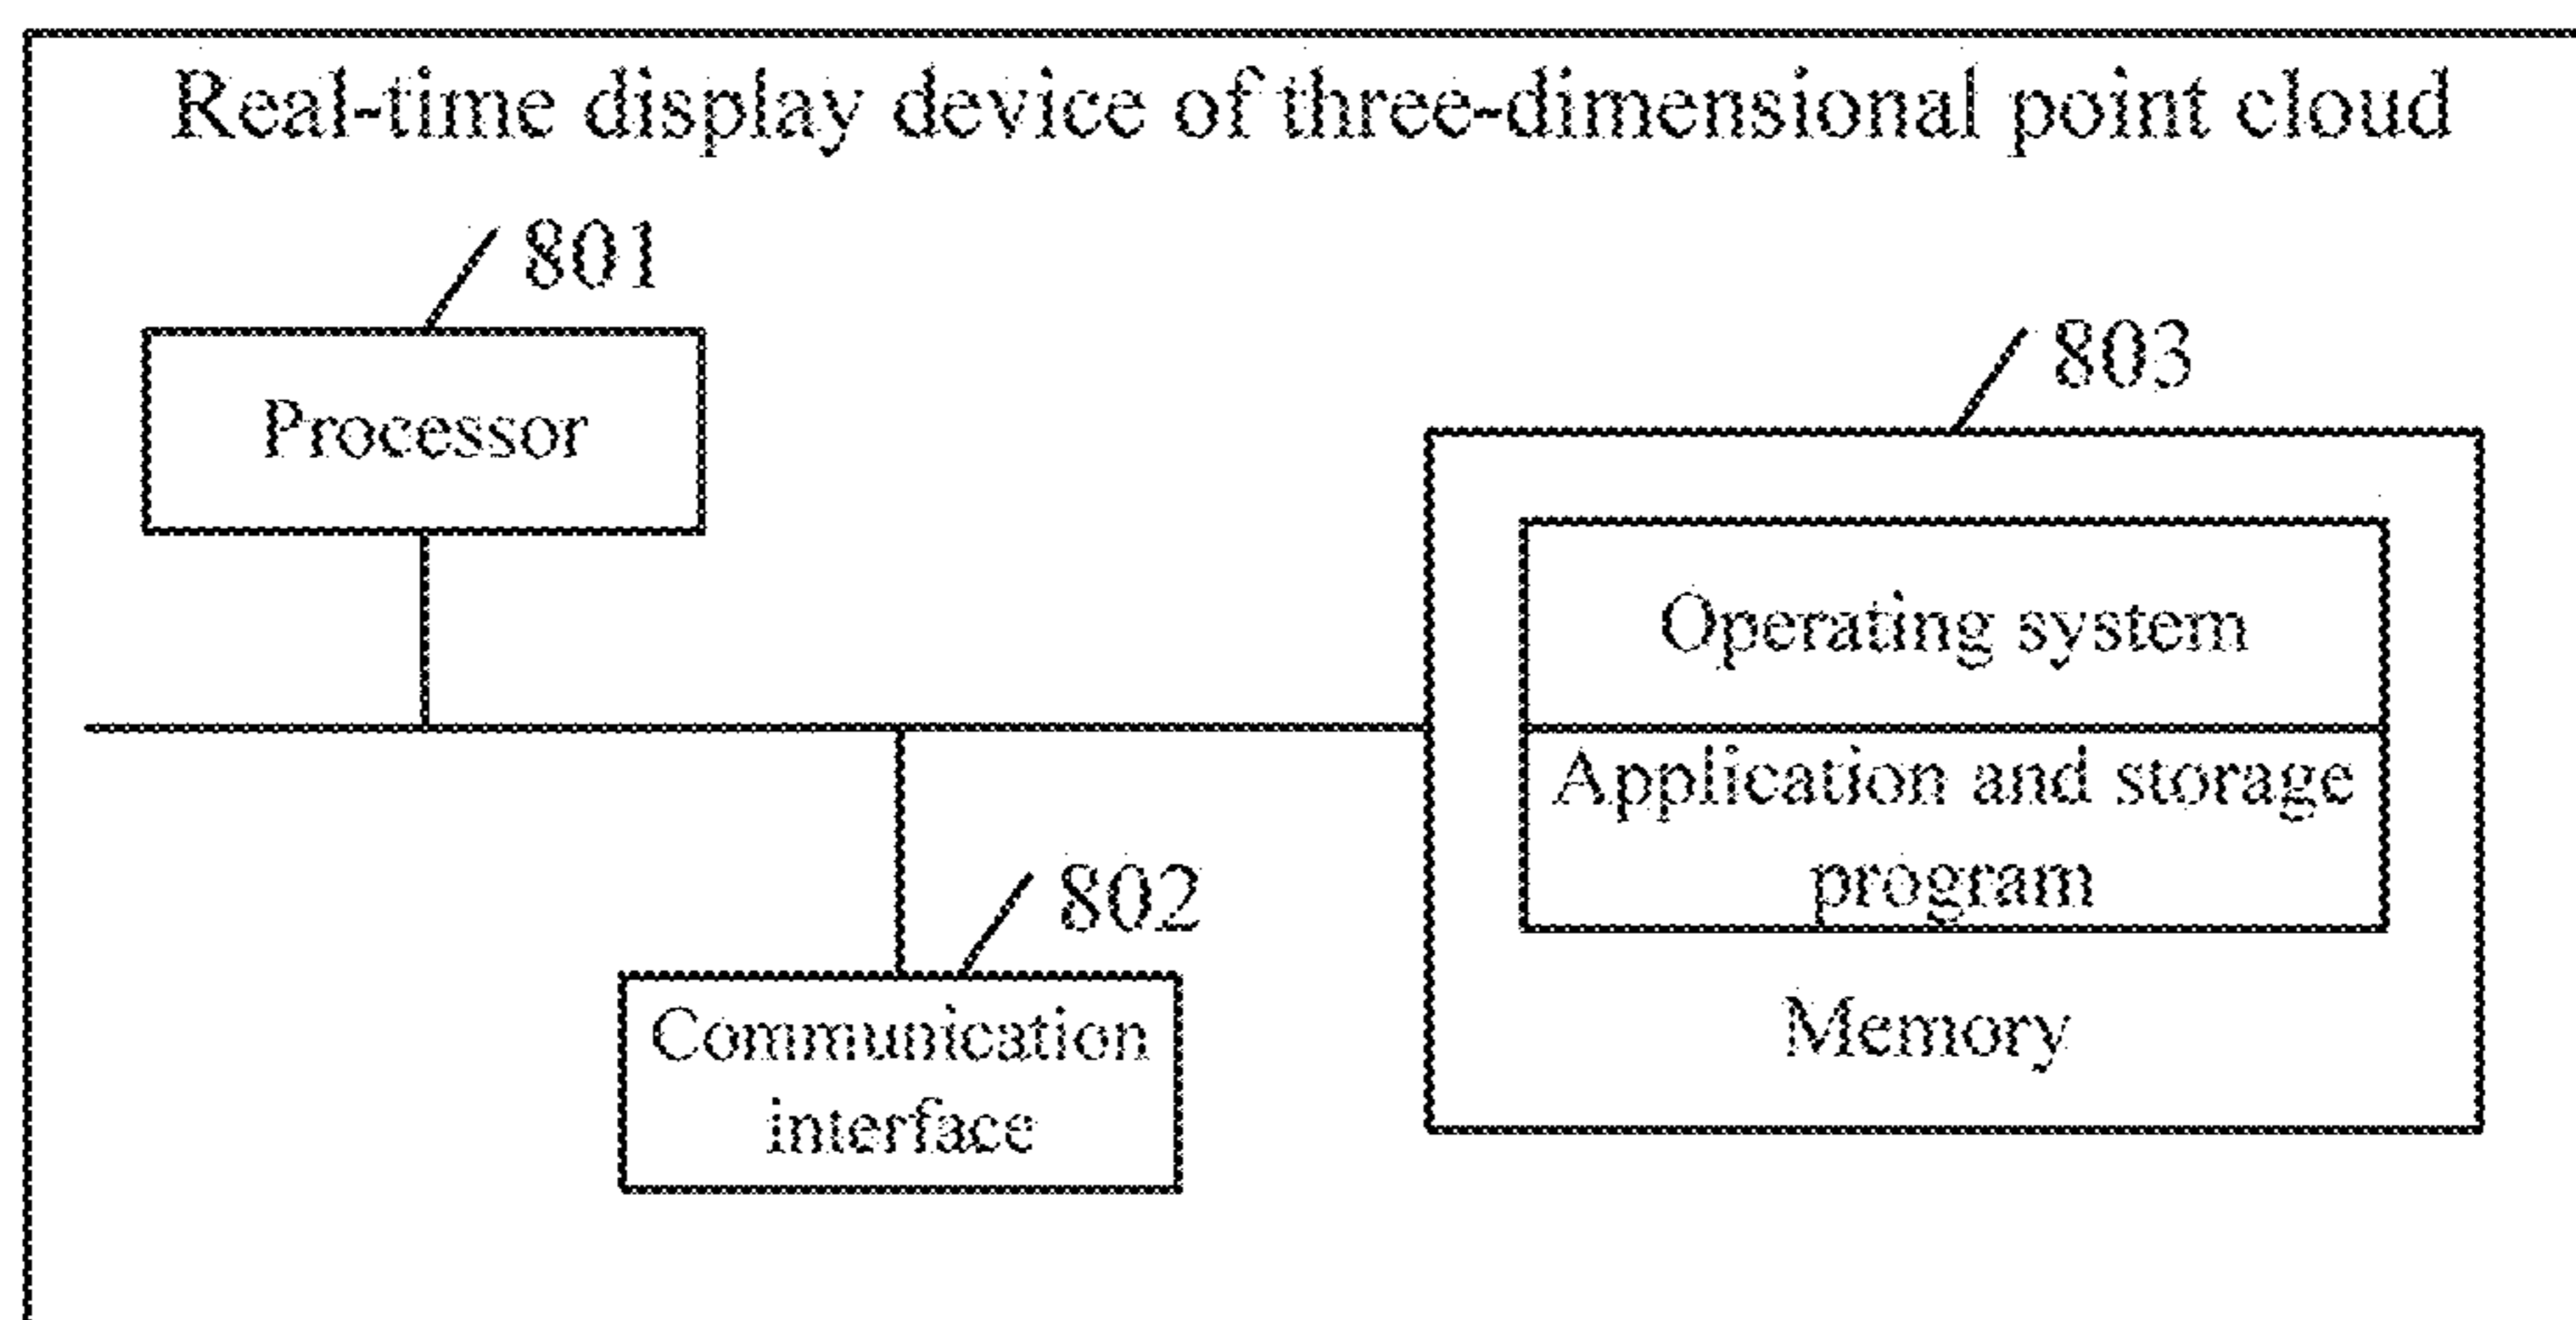 Real-time display device of three-dimensional point cloud
801
Processor
803
Operating system
Application and storage
program
802
Communication
interface
Memory